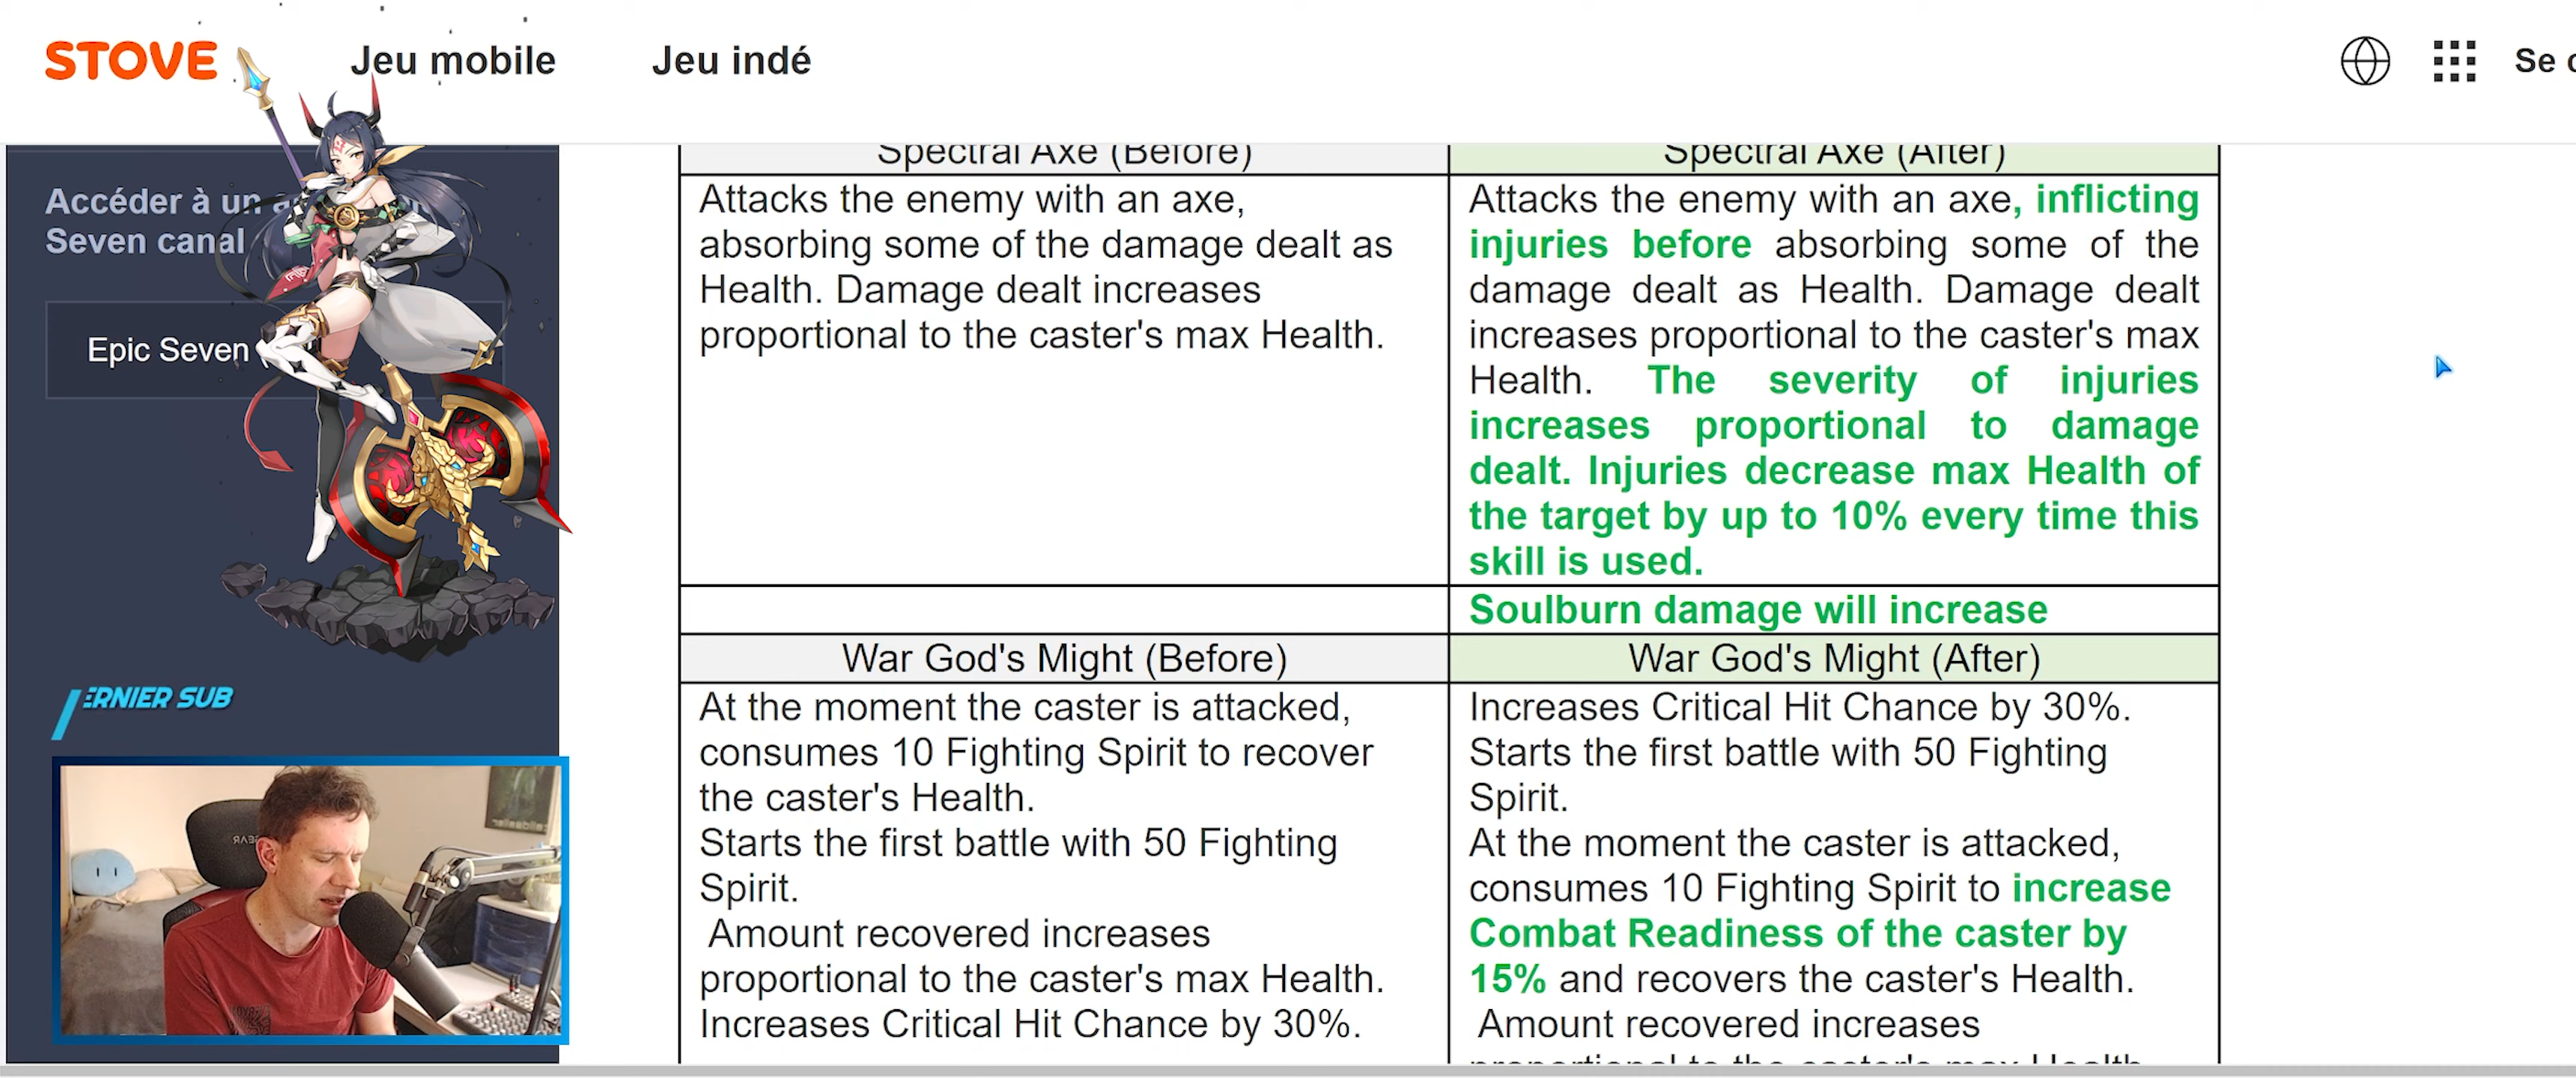 STOVE
Jeu mobile
Jeu indé
Se
Accéder à un
Seven canal
Epic Seven
ERNIER SUB
Spectral Axe (Before)
Attacks the enemy with an axe,
absorbing some of the damage dealt as
Health. Damage dealt increases
proportional to the caster's max Health.
Spectral Axe (After)
Attacks the enemy with an axe, inflicting
injuries before absorbing some of the
damage dealt as Health. Damage dealt
increases proportional to the caster's max
Health. The severity of injuries
increases proportional to damage
dealt. Injuries decrease max Health of
the target by up to 10% every time this
skill is used.
Soulburn damage will increase
War God's Might (Before)
At the moment the caster is attacked,
consumes 10 Fighting Spirit to recover
the caster's Health.
Starts the first battle with 50 Fighting
Spirit.
Amount recovered increases
proportional to the caster's max Health.
Increases Critical Hit Chance by 30%.
War God's Might (After)
Increases Critical Hit Chance by 30%.
Starts the first battle with 50 Fighting
Spirit.
At the moment the caster is attacked,
consumes 10 Fighting Spirit to increase
Combat Readiness of the caster by
15% and recovers the caster's Health.
Amount recovered increases
proportional to the caster's max Health